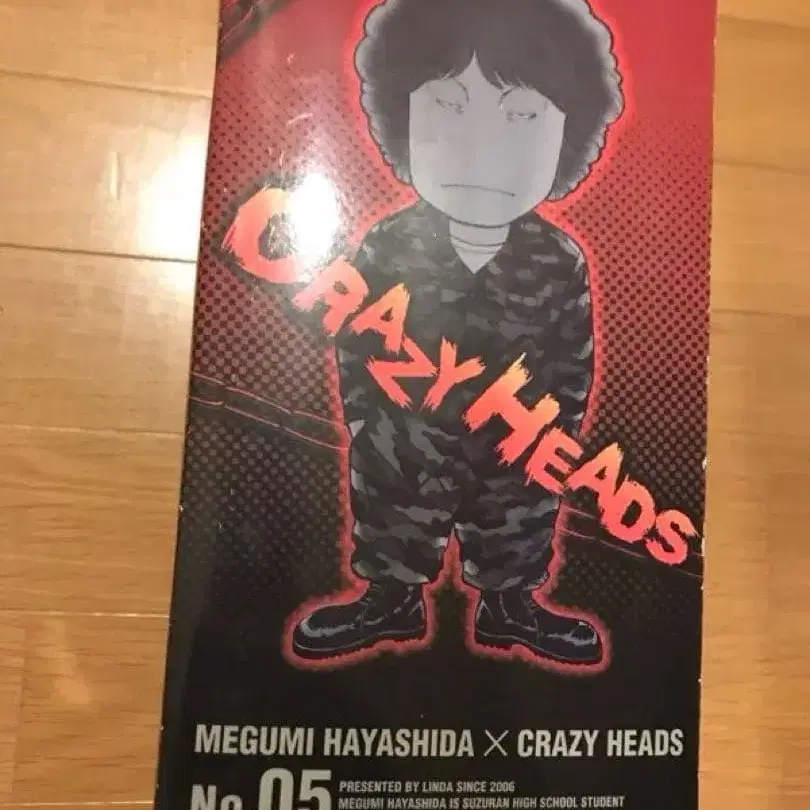 CRAZY HEADS
MEGUMI HAYASHIDA × CRAZY HEADS
No. 05
PRESENTED BY LINDA SINCE 2006
MEGUMI HAYASHIDA IS SUZURAN HIGH SCHOOL STUDENT